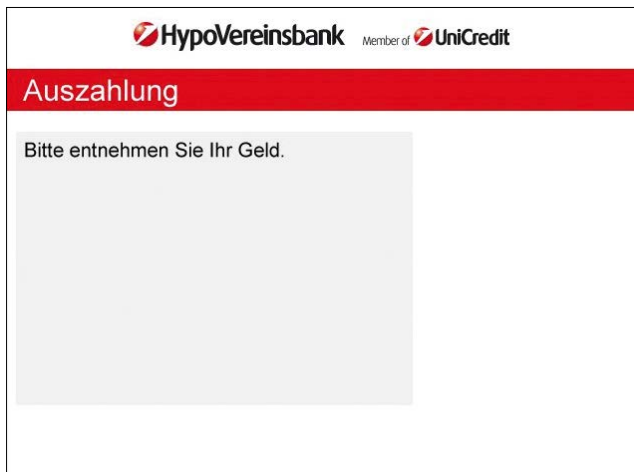 HypoVereinsbank Member of UniCredit
Auszahlung
Bitte entnehmen Sie Ihr Geld.